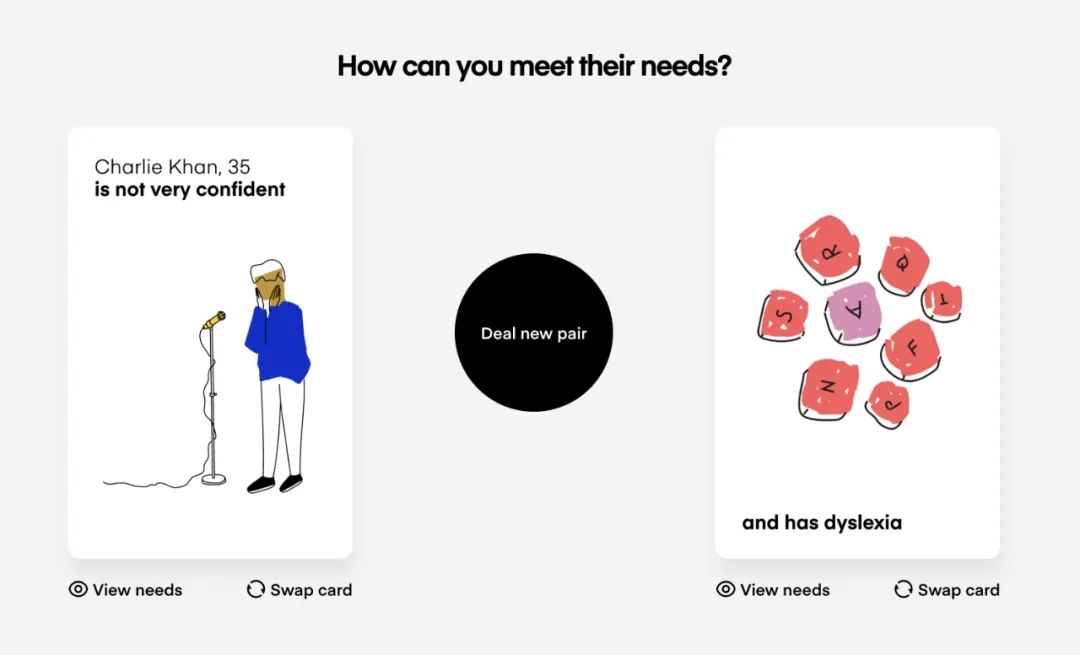 How can you meet their needs?
Charlie Khan, 35
is not very confident
Deal new pair
R
Q
T
S
A
F
N
P
and has dyslexia
View needs
Swap card
View needs
Swap card